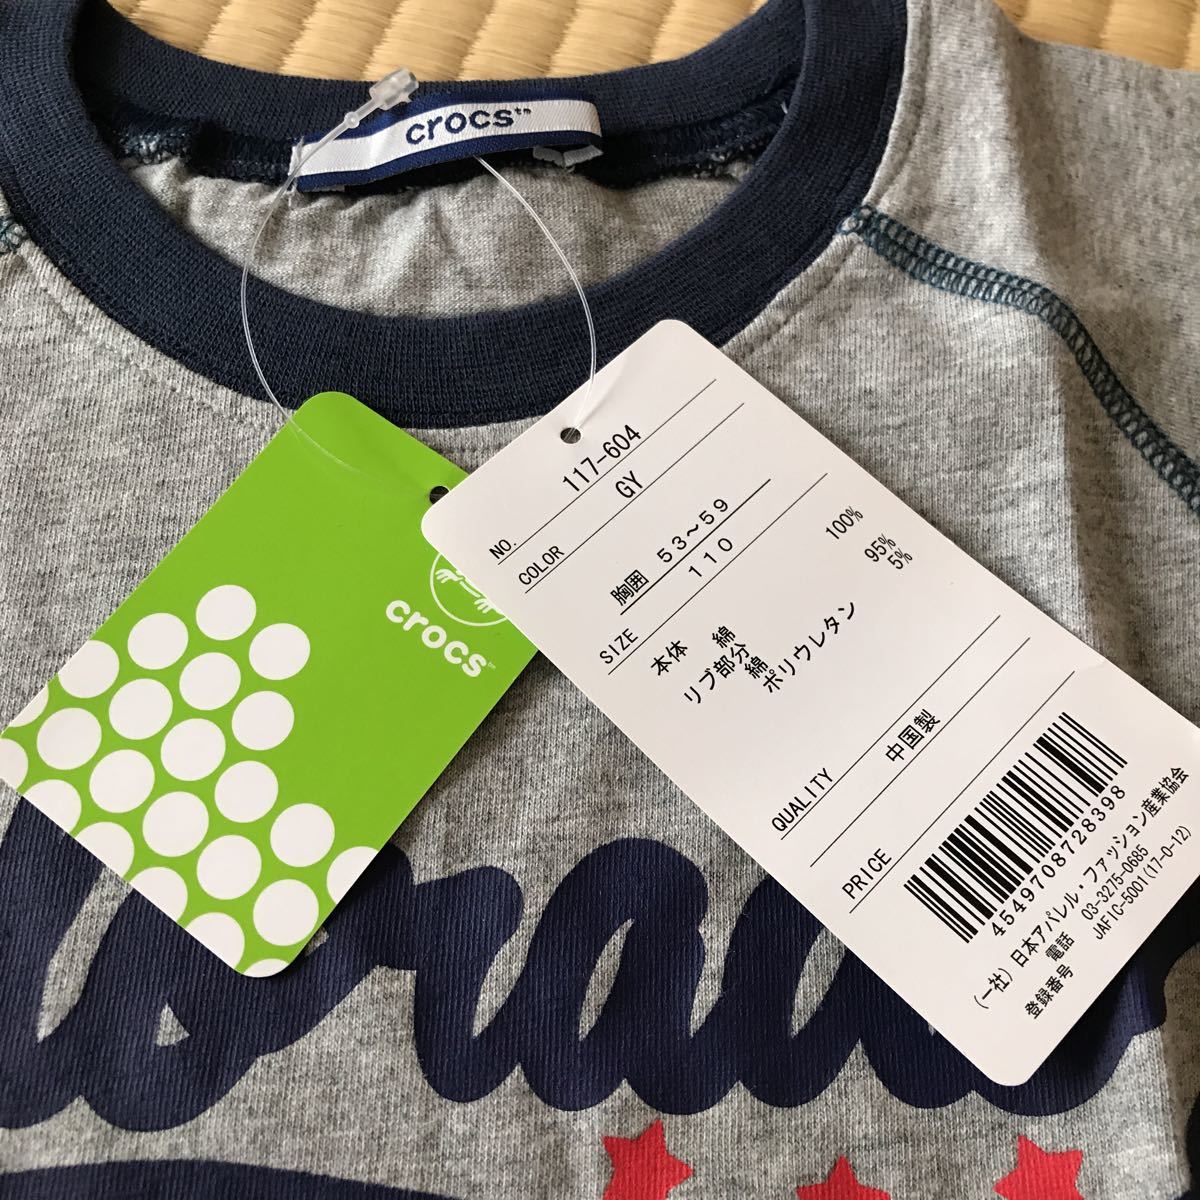 crocs™
crocs™
NO. 117-604
COLOR GY
胸囲 53~59
SIZE 110
本体 綿 100%
リブ部分 綿 95%
ポリウレタン 5%
QUALITY 中国製
PRICE
4549708728398
(一社)日本アパレル・ファッション産業協会
電話 03-3275-0685
登録番号 JAFIC-5001(17-0-12)